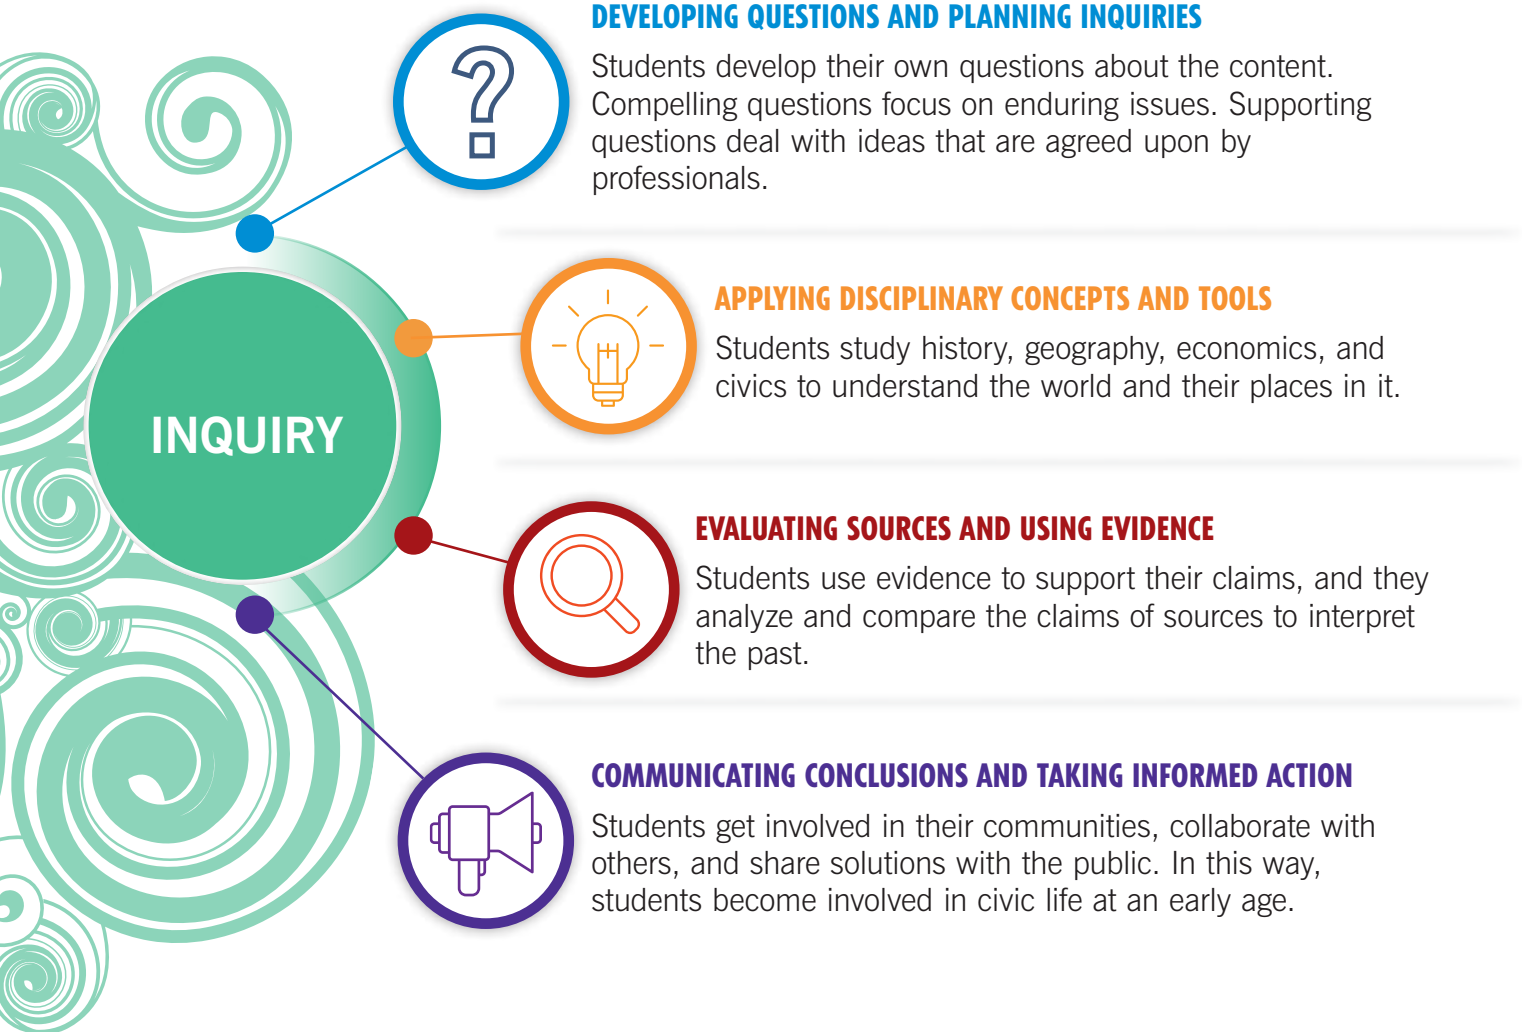 DEVELOPING QUESTIONS AND PLANNING INQUIRIES
Students develop their own questions about the content.
Compelling questions focus on enduring issues. Supporting
questions deal with ideas that are agreed upon by
professionals.
APPLYING DISCIPLINARY CONCEPTS AND TOOLS
Students study history, geography, economics, and
civics to understand the world and their places in it.
INQUIRY
EVALUATING SOURCES AND USING EVIDENCE
Students use evidence to support their claims, and they
analyze and compare the claims of sources to interpret
the past.
COMMUNICATING CONCLUSIONS AND TAKING INFORMED ACTION
Students get involved in their communities, collaborate with
others, and share solutions with the public. In this way,
students become involved in civic life at an early age.